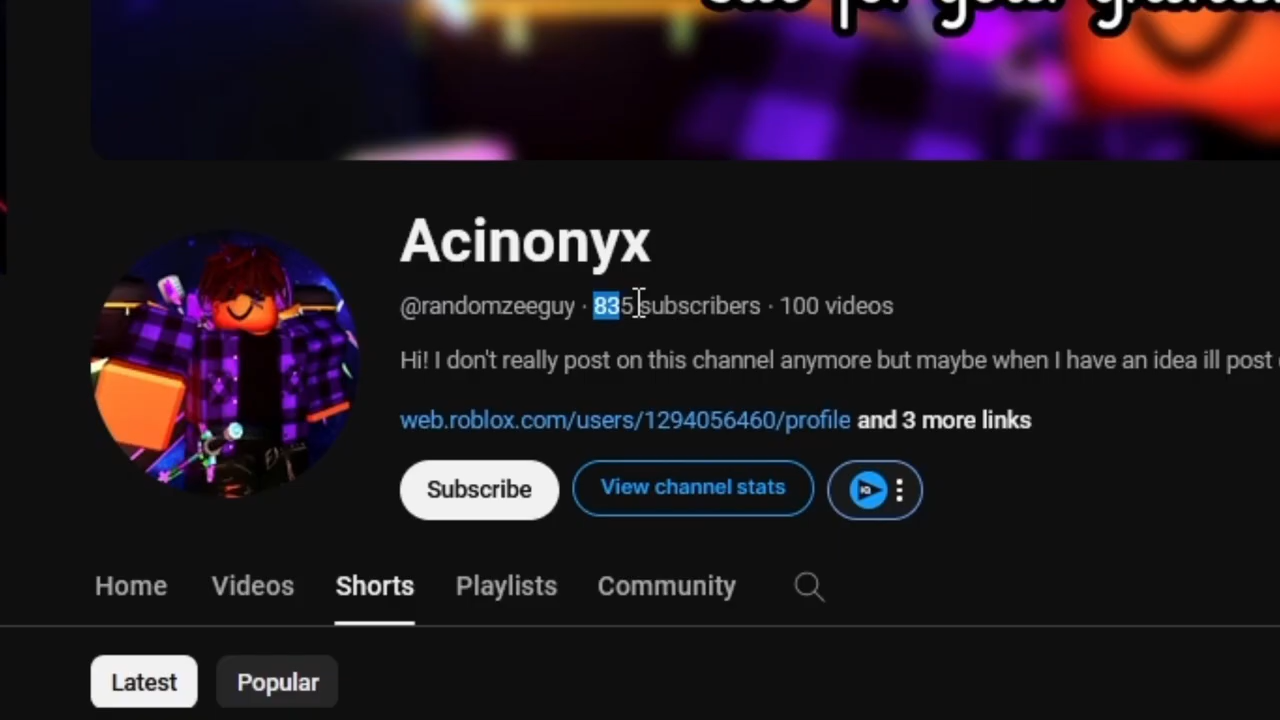 for your
Acinonyx
@randomzeeguy · 835 subscribers · 100 videos
Hi! I don't really post on this channel anymore but maybe when I have an idea ill post
web.roblox.com/users/1294056460/profile and 3 more links
Subscribe View channel stats
Home Videos Shorts Playlists Community
Latest Popular